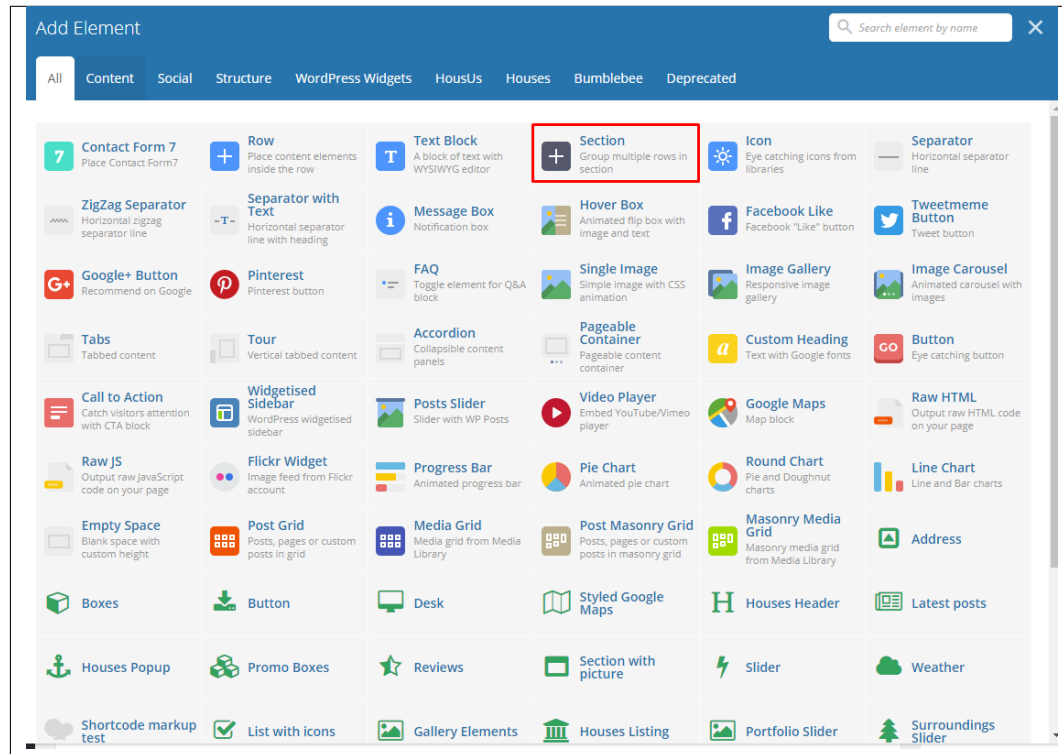 Add Element
Search element by name
All Content Social Structure WordPress Widgets HousUs Houses Bumblebee Deprecated
7
Contact Form 7
Place Contact Form7
Row
Place content elements
inside the row
T
Text Block
A block of text with
WYSIWYG editor
Section
Group multiple rows in
section
Icon
Eye catching icons from
libraries
Separator
Horizontal separator
line
ZigZag Separator
Horizontal zigzag
separator line
-T-
Separator with
Text
Horizontal separator
line with heading
i
Message Box
Notification box
Hover Box
Animated flip box with
image and text
f
Facebook Like
Facebook "Like" button
Tweetmeme
Button
Tweet button
G+
Google+ Button
Recommend on Google
Pinterest
Pinterest button
FAQ
Toggle element for Q&A
block
Single Image
Simple image with CSS
animation
Image Gallery
Responsive image
gallery
Image Carousel
Animated carousel with
images
Tabs
Tabbed content
Tour
Vertical tabbed content
Accordion
Collapsible content
panels
Pageable
Container
Pageable content
container
a
Custom Heading
Text with Google fonts
GO
Button
Eye catching button
Call to Action
Catch visitors attention
with CTA block
Widgetised
Sidebar
WordPress widgetised
sidebar
Posts Slider
Slider with WP Posts
Video Player
Embed YouTube/Vimeo
player
Google Maps
Map block
Raw HTML
Output raw HTML code
on your page
Raw JS
Output raw JavaScript
code on your page
Flickr Widget
Image feed from Flickr
account
Progress Bar
Animated progress bar
Pie Chart
Animated pie chart
Round Chart
Pie and Doughnut
charts
Line Chart
Line and Bar charts
Empty Space
Blank space with
custom height
Post Grid
Posts, pages or custom
posts in grid
Media Grid
Media grid from Media
Library
Post Masonry Grid
Posts, pages or custom
posts in masonry grid
Masonry Media
Grid
Masonry media grid
from Media Library
Address
Boxes
Button
Desk
Styled Google
Maps
H
Houses Header
Latest posts
Houses Popup
Promo Boxes
Reviews
Section with
picture
Slider
Weather
Shortcode markup
test
List with icons
Gallery Elements
Houses Listing
Portfolio Slider
Surroundings
Slider